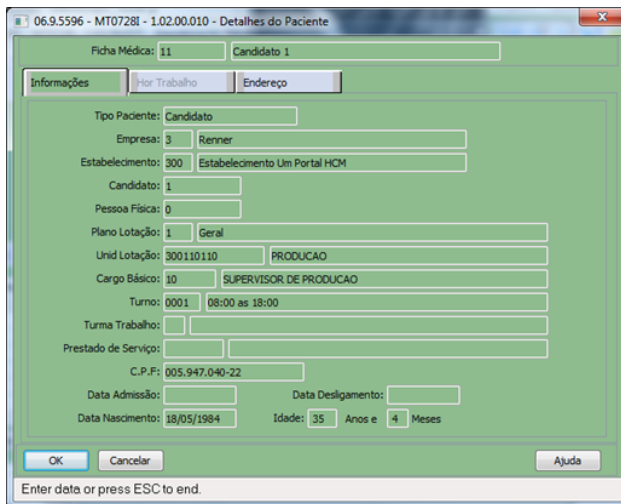 06.9.5596 - MT0728I - 1.02.00.010 - Detalhes do Paciente
Ficha Médica: 11 Candidato 1
Informações Hor Trabalho Endereço
Tipo Paciente: Candidato
Empresa: 3 Renner
Estabelecimento: 300 Estabelecimento Um Portal HCM
Candidato: 1
Pessoa Física: 0
Plano Lotação: 1 Geral
Unid Lotação: 300110110 PRODUCAO
Cargo Básico: 10 SUPERVISOR DE PRODUCAO
Turno: 0001 08:00 as 18:00
Turma Trabalho:
Prestado de Serviço:
C.P.F: 005.947.040-22
Data Admissão: Data Desligamento:
Data Nascimento: 18/05/1984 Idade: 35 Anos e 4 Meses
OK Cancelar Ajuda
Enter data or press ESC to end.